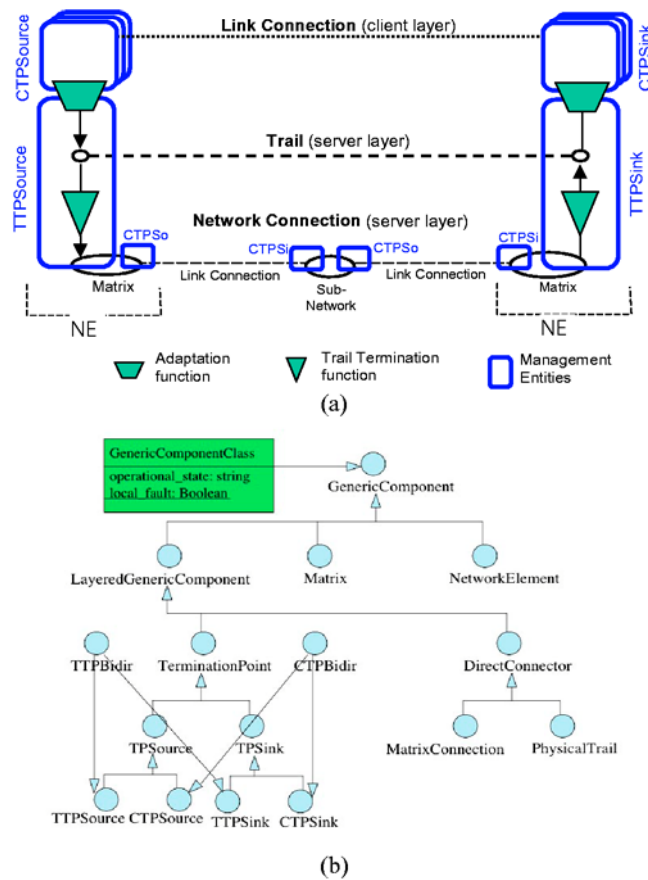 Link Connection (client layer)
CTPSource
CTPSink
Trail (server layer)
TTPSource
TTPSink
Network Connection (server layer)
CTPSo
CTPSi
CTPSo
CTPSi
Link Connection
Link Connection
Matrix
Sub-
Network
Matrix
NE
NE
Adaptation
function
Trail Termination
function
Management
Entities
(a)
GenericComponentClass
operational_state: string
local_fault: Boolean
GenericComponent
LayeredGenericComponent
Matrix
NetworkElement
TTPBidir
TerminationPoint
CTPBidir
DirectConnector
TPSource
TPSink
MatrixConnection
PhysicalTrail
TTPSource
CTPSource
TTPSink
CTPSink
(b)